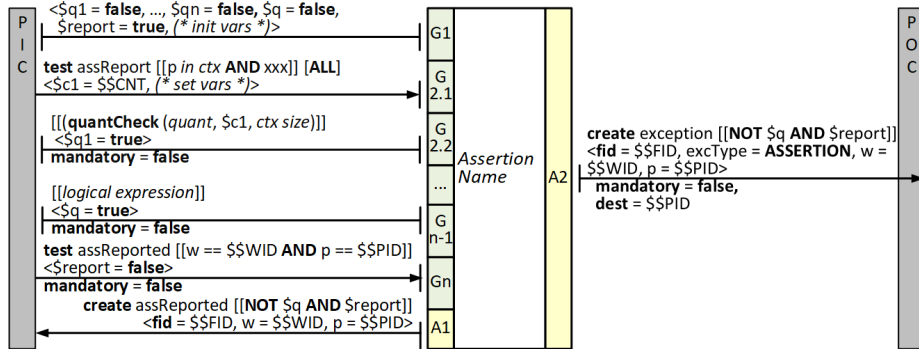 P
I
C
<$q1 = false, ..., $qn = false, $q = false,
$report = true, (* init vars *)>
G1
test assReport [[p in ctx AND xxx]] [ALL]
<$c1 = $$CNT, (* set vars *)>
G
2.1
[[(quantCheck (quant, $c1, ctx size)]]
<$q1 = true>
mandatory = false
G
2.2
...
[[logical expression]]
<$q = true>
mandatory = false
G
n-1
test assReported [[w == $$WID AND p == $$PID]]
<$report = false>
mandatory = false
Gn
create assReported [[NOT $q AND $report]]
<fid = $$FID, w = $$WID, p = $$PID>
A1
Assertion
Name
A2
create exception [[NOT $q AND $report]]
<fid = $$FID, excType = ASSERTION, w =
$$WID, p = $$PID>
mandatory = false,
dest = $$PID
P
O
C